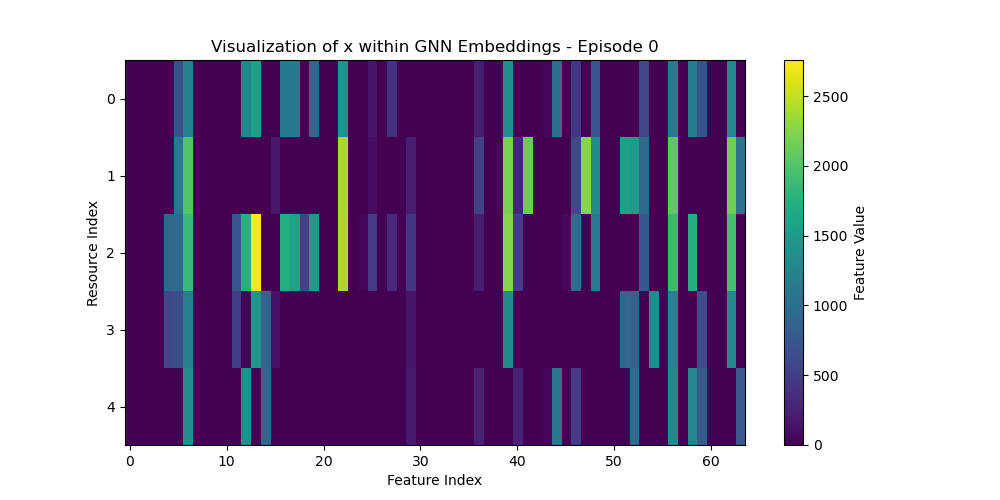 Visualization of x within GNN Embeddings - Episode 0
Resource Index
0
1
2
3
4
0 10 20 30 40 50 60
Feature Index
2500
2000
1500
1000
500
0
Feature Value